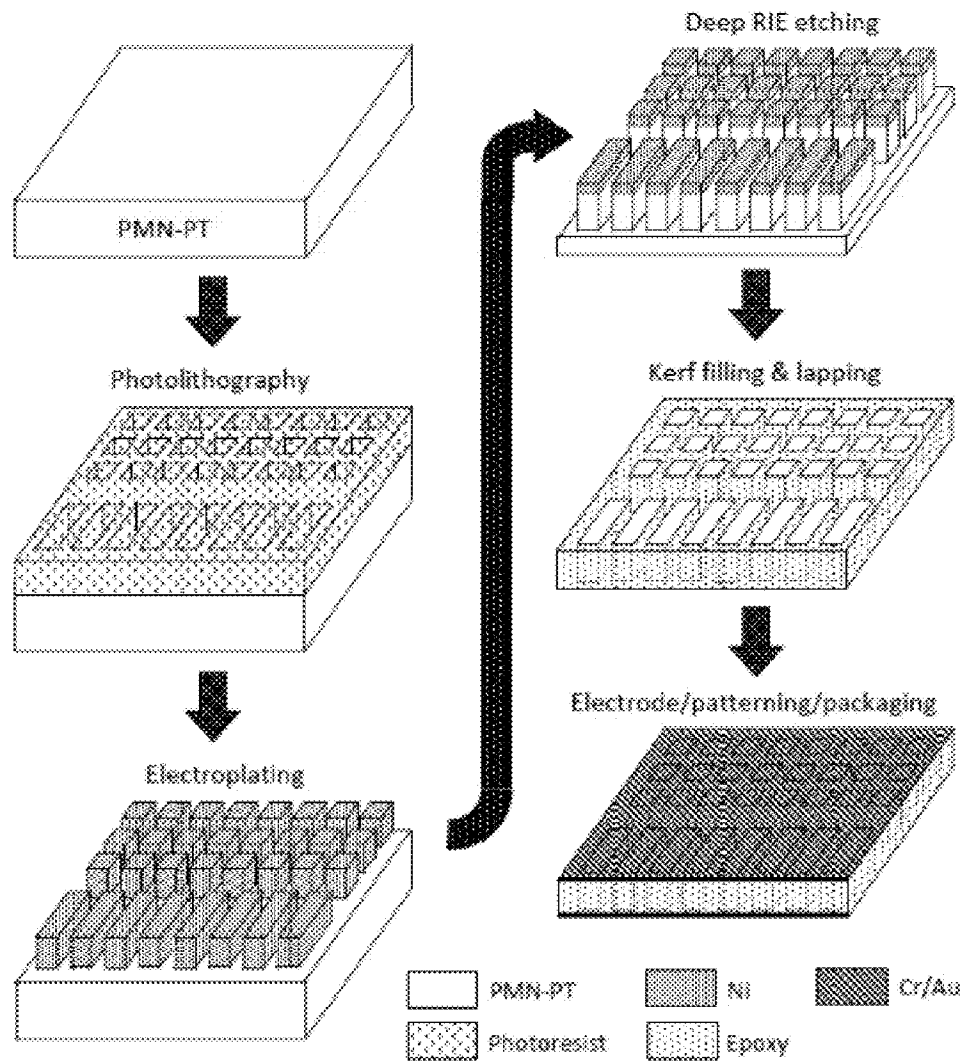 PMN-PT
Photolithography
Electroplating
Deep RIE etching
Kerf filling & lapping
Electrode/patterning/packaging
PMN-PT
Ni
Cr/Au
Photoresist
Epoxy